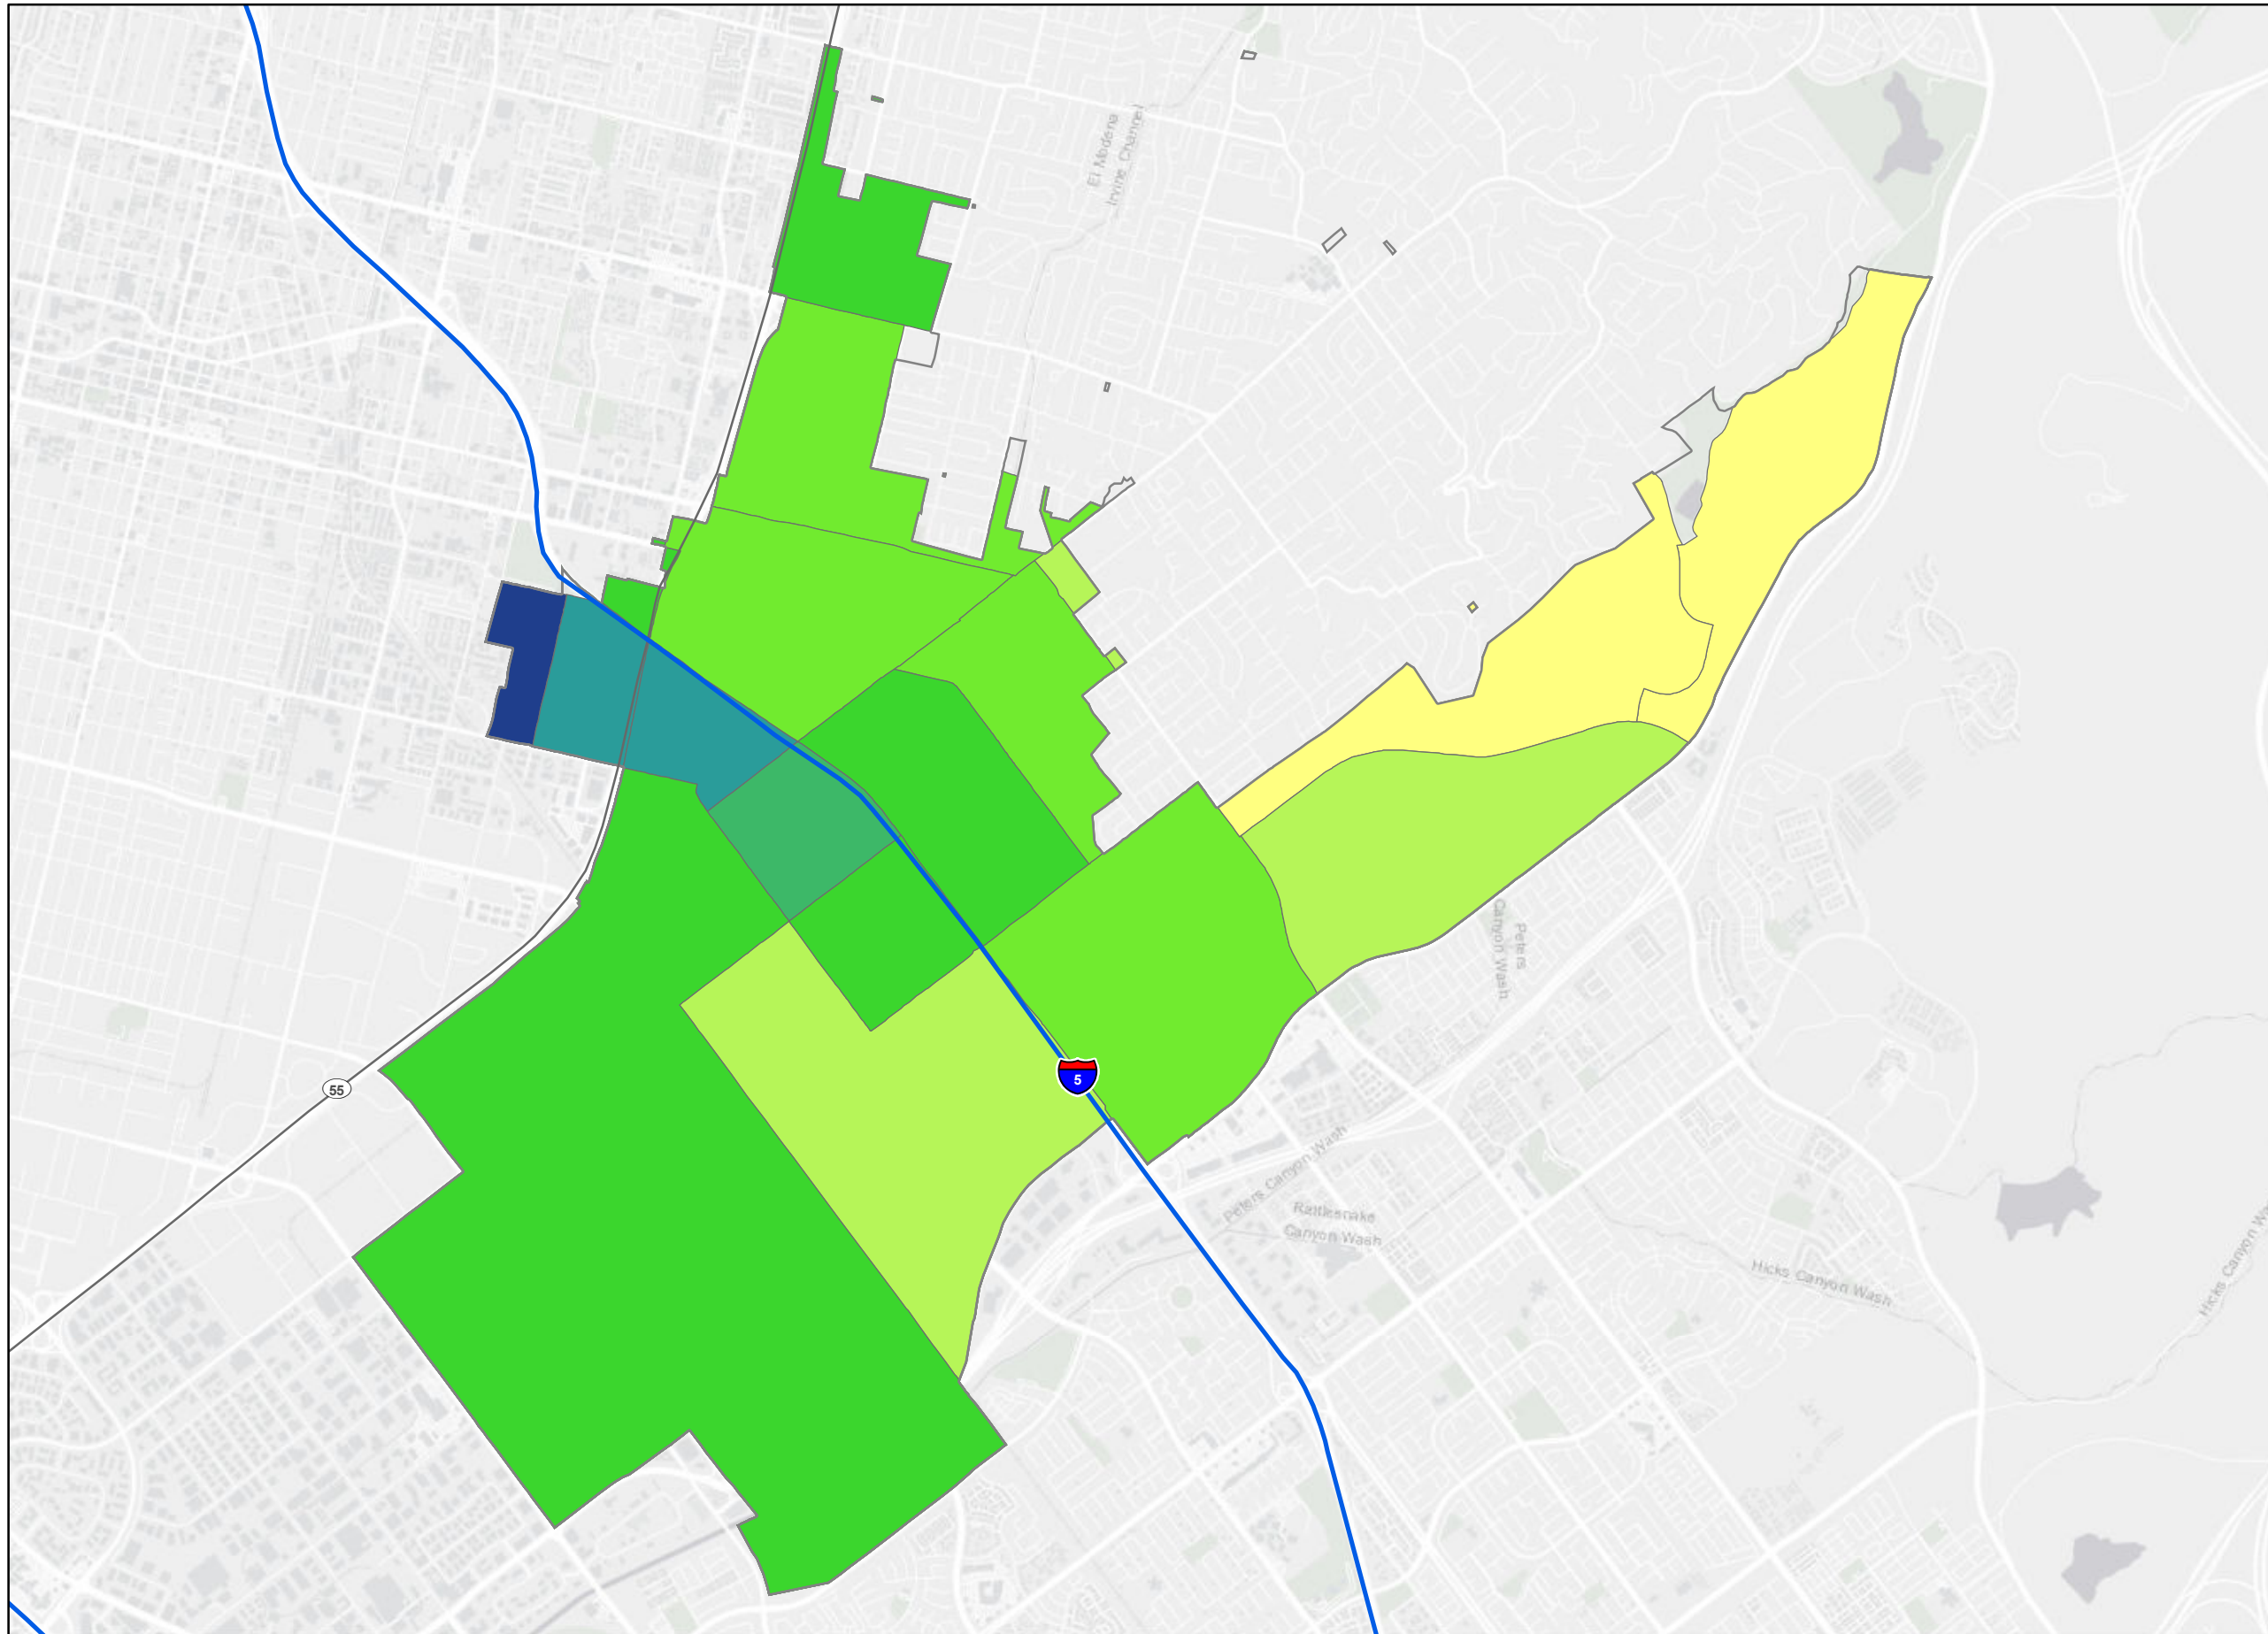 El Modena
Irvine Channel
Peters
Canyon Wash
55
5
Peters Canyon Wash
Rattlesnake
Canyon Wash
Hicks Canyon Wash
Hicks Canyon Wa